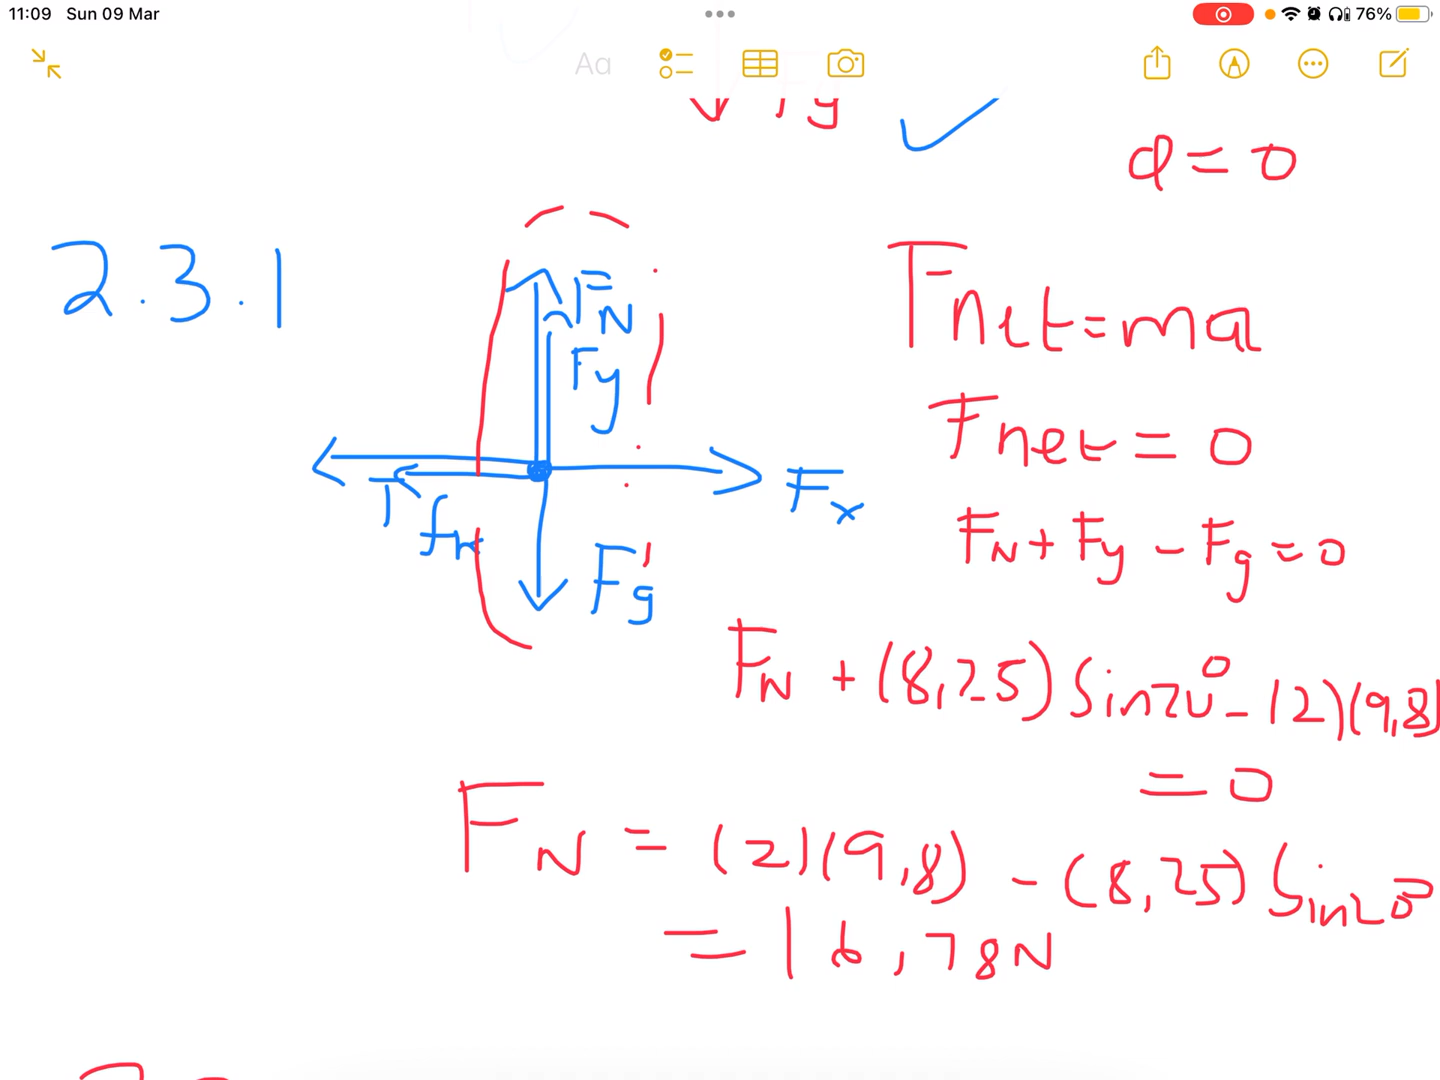 11:09 Sun 09 Mar
76%
Aa
Fg
a = 0
2.3.1
FN
Fy
Fnet = ma
Fnet = 0
T
Fx
fk
Fg
FN + Fy - Fg = 0
FN + (8,25) sin20° - (2)(9,8)
= 0
FN = (2)(9,8) - (8,25) sin20°
= 16,78N